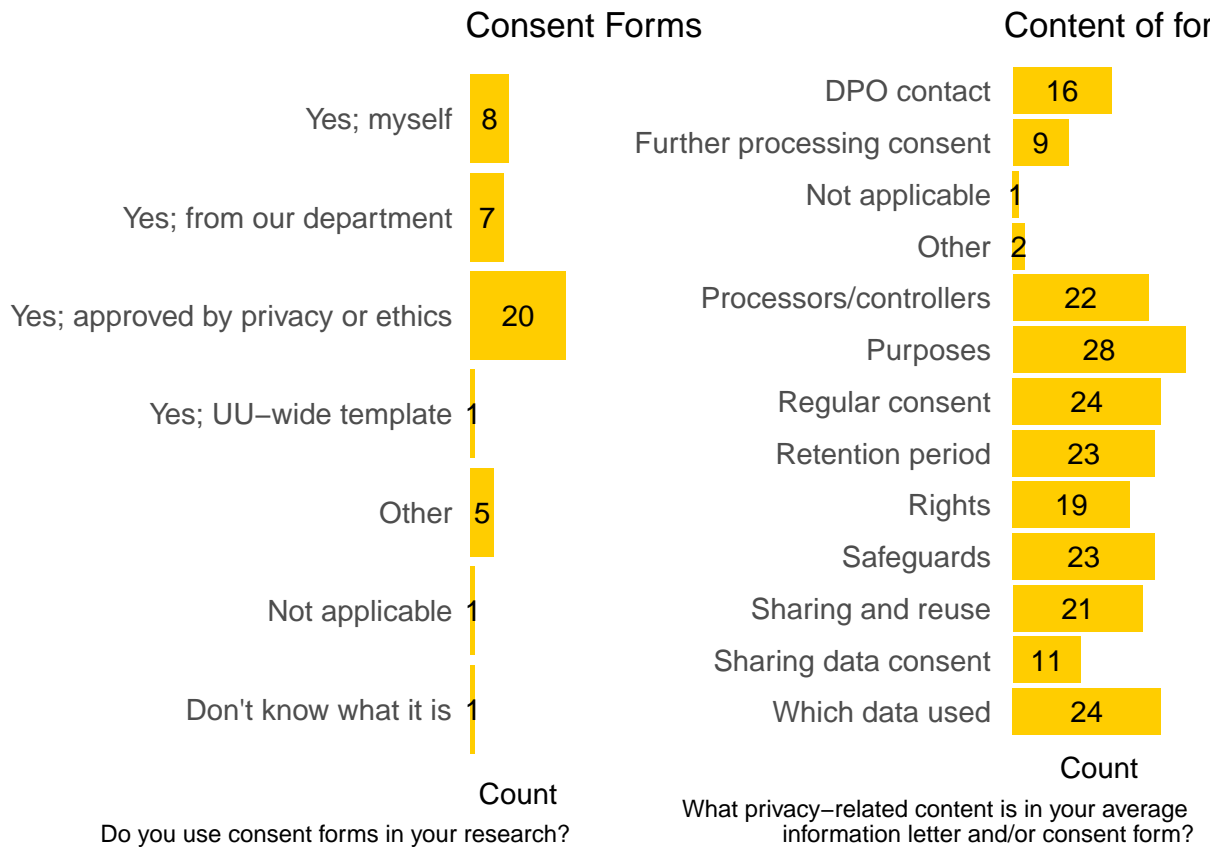 Consent Forms
Yes; myself 8
Yes; from our department 7
Yes; approved by privacy or ethics 20
Yes; UU−wide template 1
Other 5
Not applicable 1
Don't know what it is 1
Count
Do you use consent forms in your research?
Content of for
DPO contact 16
Further processing consent 9
Not applicable 1
Other 2
Processors/controllers 22
Purposes 28
Regular consent 24
Retention period 23
Rights 19
Safeguards 23
Sharing and reuse 21
Sharing data consent 11
Which data used 24
Count
What privacy−related content is in your average
information letter and/or consent form?